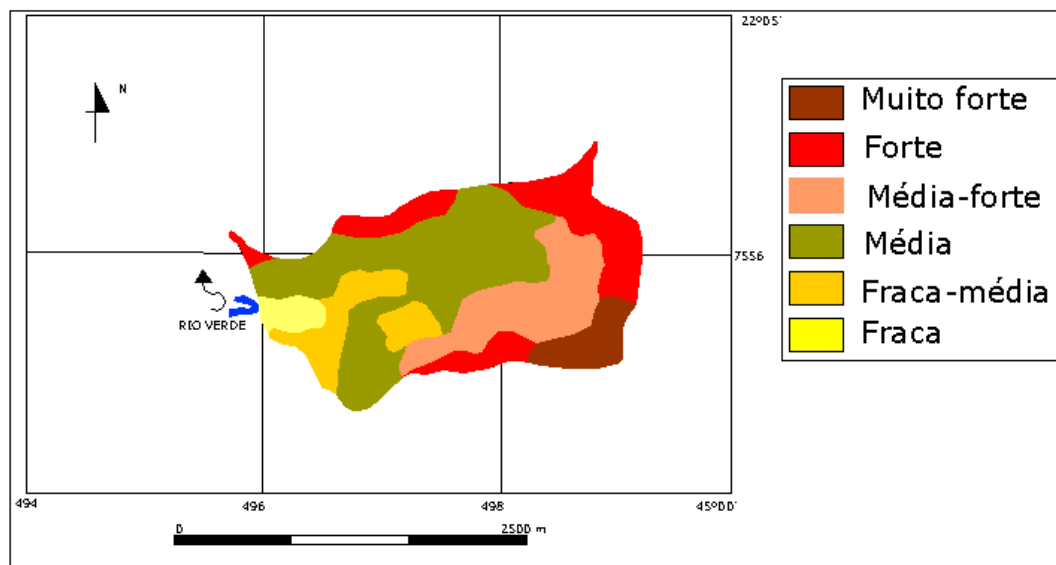 22º05'
N
Muito forte
Forte
Média-forte
Média
Fraca-média
Fraca
7556
RIO VERDE
494
496
498
45º00'
0
2500 m